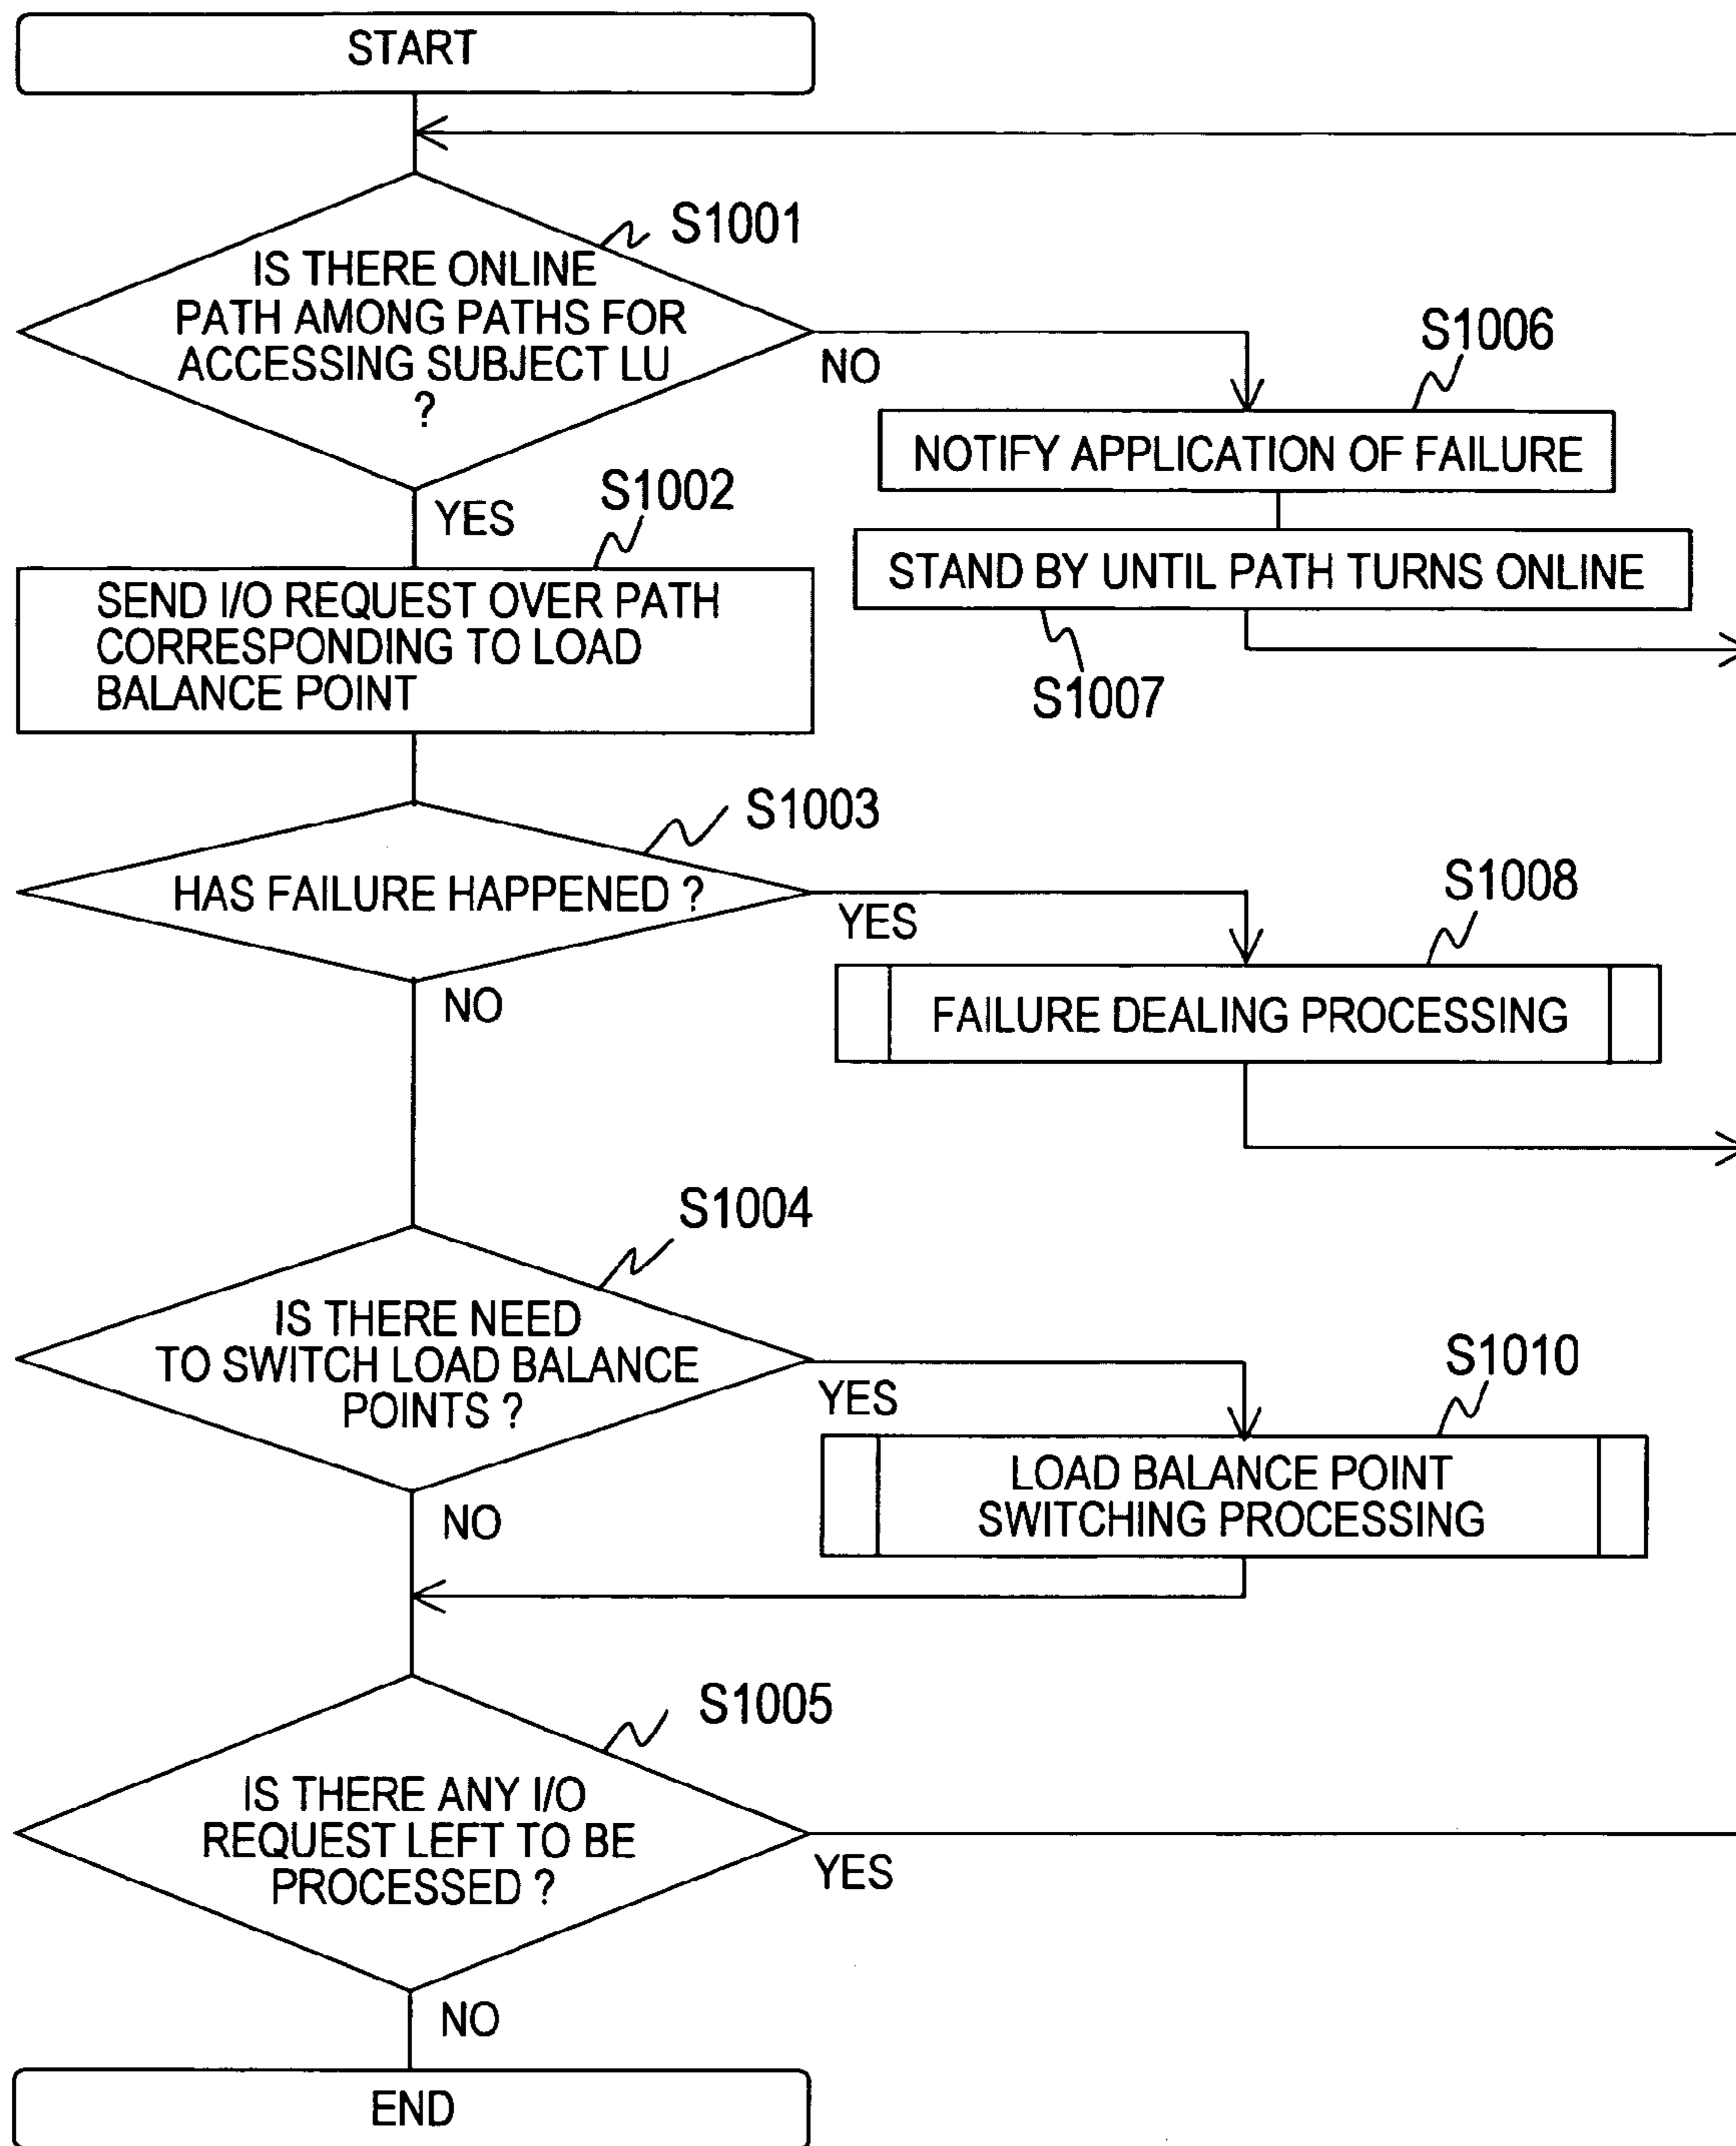 START
S1001
IS THERE ONLINE
PATH AMONG PATHS FOR
ACCESSING SUBJECT LU
?
NO
S1006
NOTIFY APPLICATION OF FAILURE
YES
S1002
STAND BY UNTIL PATH TURNS ONLINE
S1007
SEND I/O REQUEST OVER PATH
CORRESPONDING TO LOAD
BALANCE POINT
S1003
HAS FAILURE HAPPENED ?
YES
S1008
FAILURE DEALING PROCESSING
NO
S1004
IS THERE NEED
TO SWITCH LOAD BALANCE
POINTS ?
YES
S1010
LOAD BALANCE POINT
SWITCHING PROCESSING
NO
S1005
IS THERE ANY I/O
REQUEST LEFT TO BE
PROCESSED ?
YES
NO
END